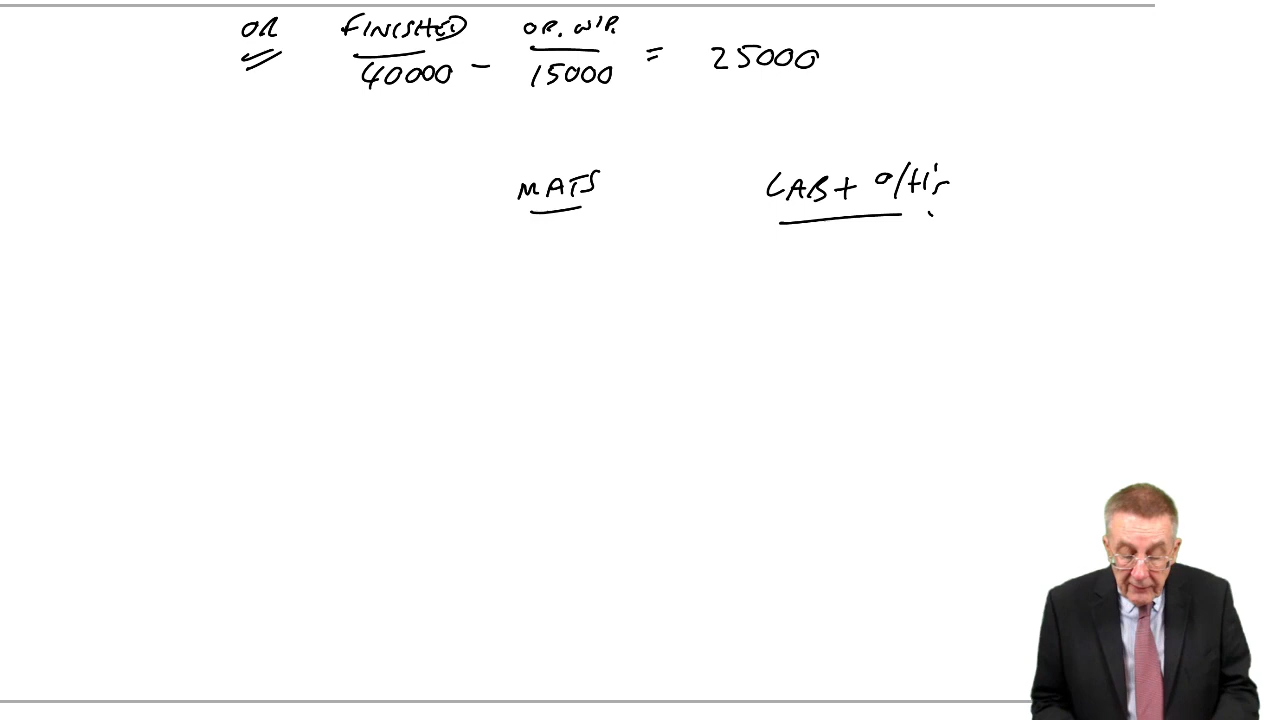 OR FINISHED OP. WIP.
40000 - 15000 = 25000
MATS LAB + O/H's